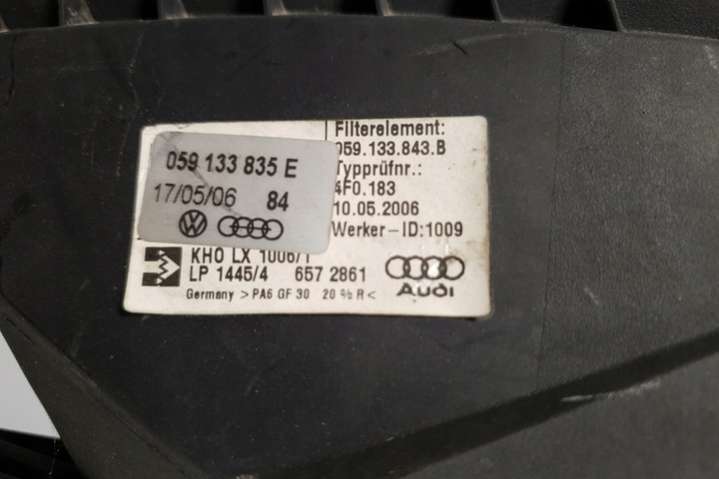 059 133 835 E
17/05/06 84
Filterelement:
059.133.843.B
Typprüfnr.:
4F0.183
10.05.2006
Werker-ID:1009
KHO LX 1006/1
LP 1445/4 657 2861
Audi
Germany >PA6 GF 30 20 % R<